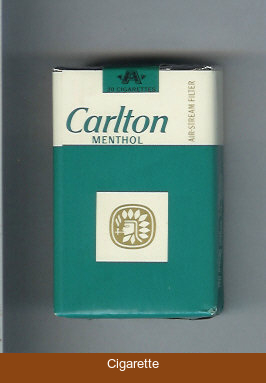 20 CIGARETTES
Carlton
MENTHOL
AIR-STREAM FILTER
Cigarette